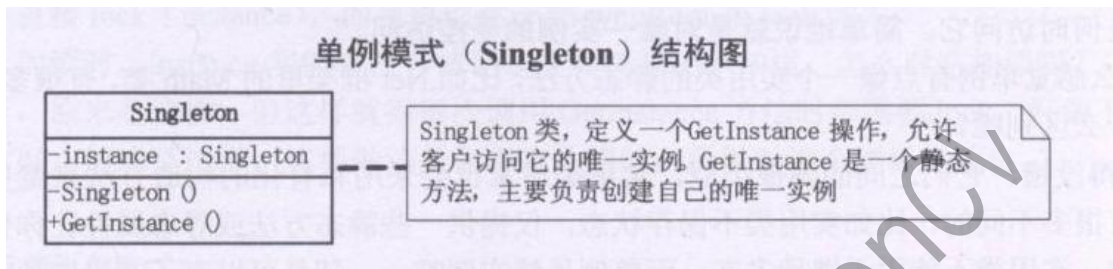 单例模式（Singleton）结构图
Singleton
-instance : Singleton
-Singleton ()
+GetInstance ()
Singleton 类，定义一个GetInstance 操作，允许
客户访问它的唯一实例。GetInstance 是一个静态
方法，主要负责创建自己的唯一实例